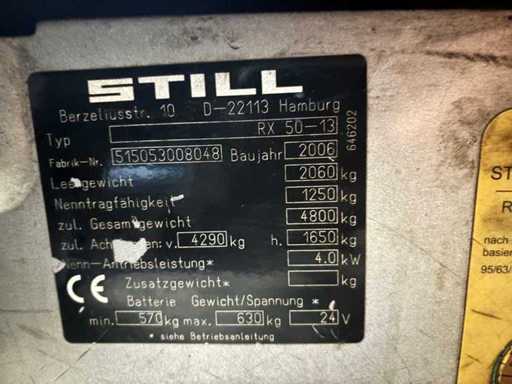 STILL
Berzeliusstr. 10 D-22113 Hamburg
Typ RX 50-13
Fabrik-Nr. 515053008048 Baujahr 2006
Leergewicht 2060 kg
Nenntragfähigkeit 1250 kg
zul. Gesamtgewicht 4800 kg
zul. v. 4290 kg h. 1650 kg
-Antriebsleistung* 4.0 kW
CE Zusatzgewicht* kg
Batterie Gewicht/Spannung *
min. 570 kg max. 630 kg 24 V
* siehe Betriebsanleitung
646202
ST
R
nach
basier
95/63/